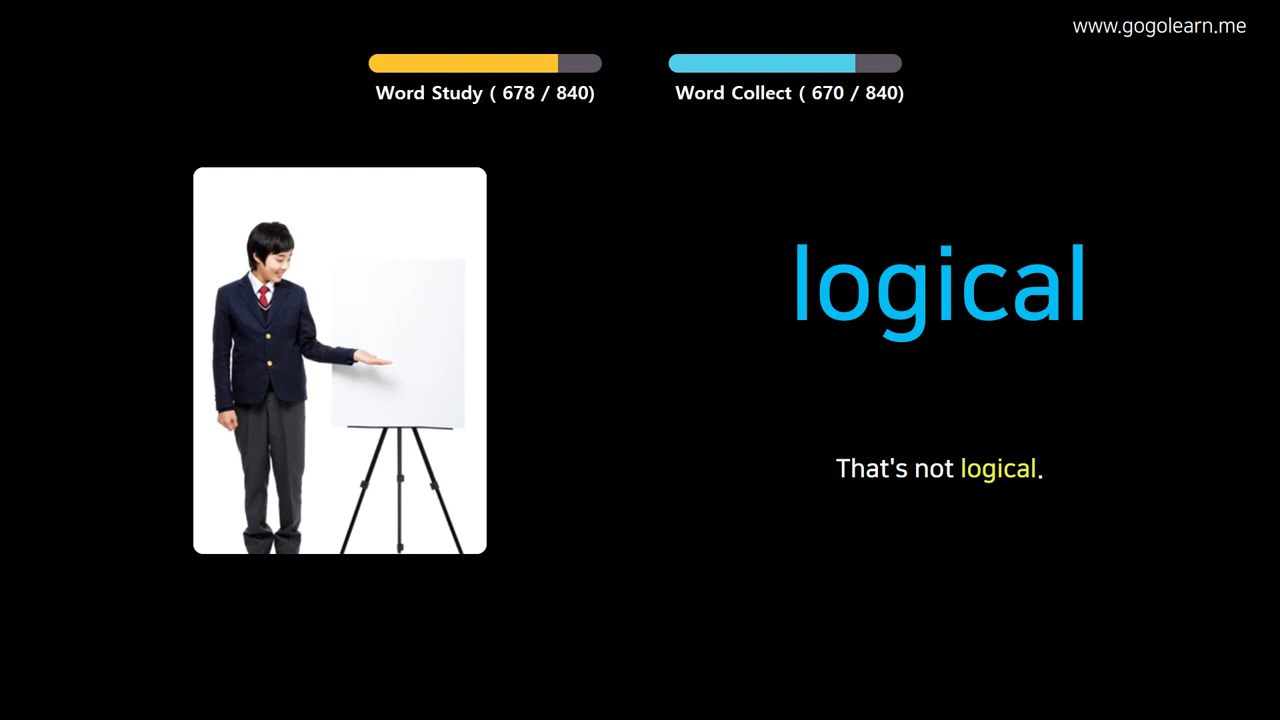 www.gogolearn.me
Word Study ( 678 / 840)
Word Collect ( 670 / 840)
logical
That's not logical.